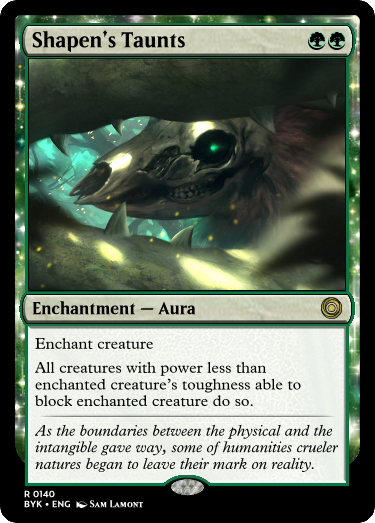 Shapen's Taunts
Enchantment — Aura
Enchant creature
All creatures with power less than
enchanted creature's toughness able to
block enchanted creature do so.
As the boundaries between the physical and the
intangible gave way, some of humanities crueler
natures began to leave their mark on reality.
R 0140
BYK • ENG Sam Lamont